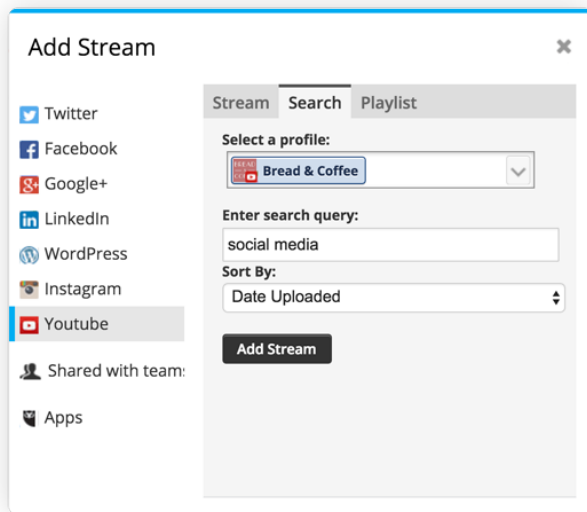 Add Stream
Twitter
Facebook
Google+
LinkedIn
WordPress
Instagram
Youtube
Shared with teams
Apps
Stream Search Playlist
Select a profile:
Bread & Coffee
Enter search query:
social media
Sort By:
Date Uploaded
Add Stream